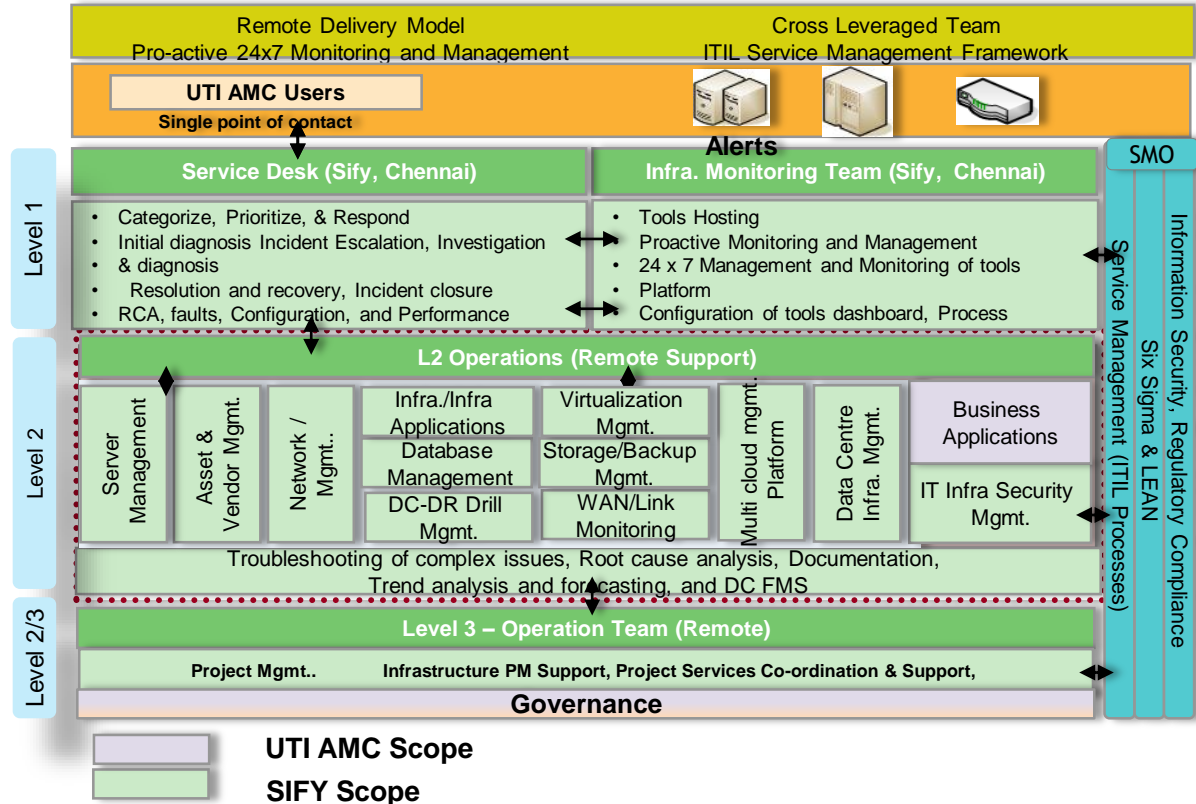 Remote Delivery Model
Pro-active 24x7 Monitoring and Management
Cross Leveraged Team
ITIL Service Management Framework
UTI AMC Users
Single point of contact
Alerts
Level 1
Service Desk (Sify, Chennai)
• Categorize, Prioritize, & Respond
• Initial diagnosis Incident Escalation, Investigation
• & diagnosis
Resolution and recovery, Incident closure
• RCA, faults, Configuration, and Performance
Infra. Monitoring Team (Sify, Chennai)
• Tools Hosting
• Proactive Monitoring and Management
• 24 x 7 Management and Monitoring of tools
• Platform
• Configuration of tools dashboard, Process
SMO
Service Management (ITIL Processes)
Six Sigma & LEAN
Information Security, Regulatory Compliance
Level 2
L2 Operations (Remote Support)
Server
Management
Asset &
Vendor Mgmt.
Network /
Mgmt..
Infra./Infra
Applications
Database
Management
DC-DR Drill
Mgmt.
Virtualization
Mgmt.
Storage/Backup
Mgmt.
WAN/Link
Monitoring
Multi cloud mgmt.
Platform
Data Centre
Infra. Mgmt.
Business
Applications
IT Infra Security
Mgmt.
Troubleshooting of complex issues, Root cause analysis, Documentation,
Trend analysis and forecasting, and DC FMS
Level 2/3
Level 3 – Operation Team (Remote)
Project Mgmt.. Infrastructure PM Support, Project Services Co-ordination & Support,
Governance
UTI AMC Scope
SIFY Scope